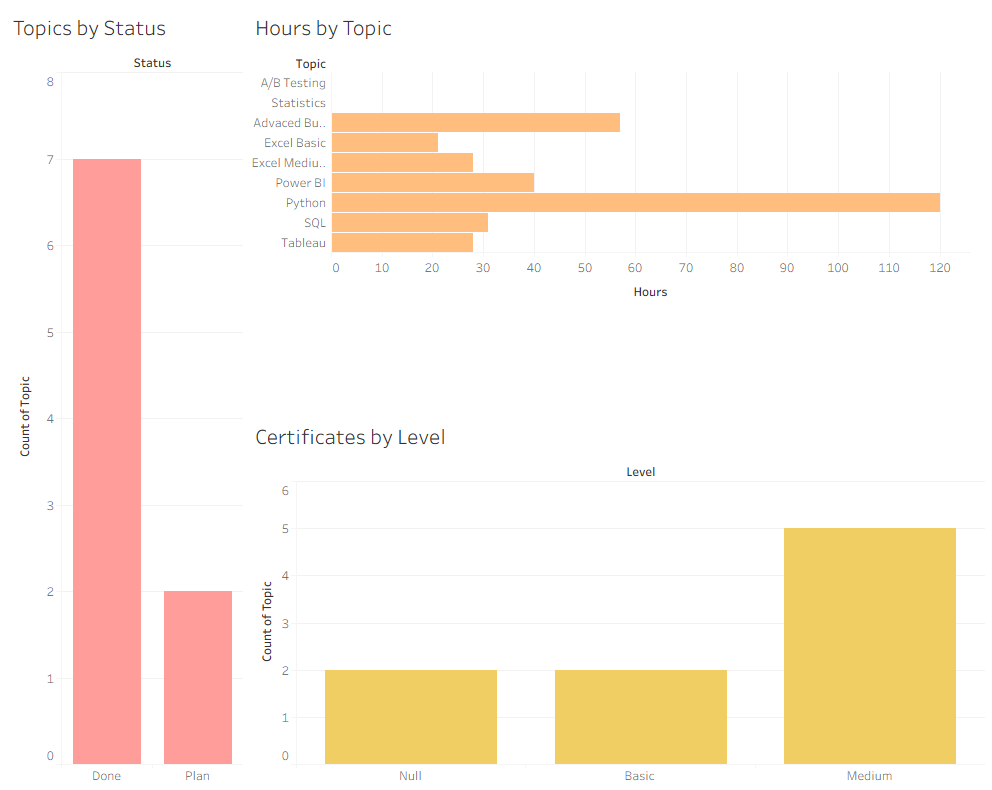 Topics by Status
Status
8
7
6
5
4
3
2
1
0
Count of Topic
Done Plan
Hours by Topic
Topic
A/B Testing
Statistics
Advaced Bu..
Excel Basic
Excel Mediu..
Power BI
Python
SQL
Tableau
0 10 20 30 40 50 60 70 80 90 100 110 120
Hours
Certificates by Level
Level
6
5
4
3
2
1
0
Count of Topic
Null Basic Medium